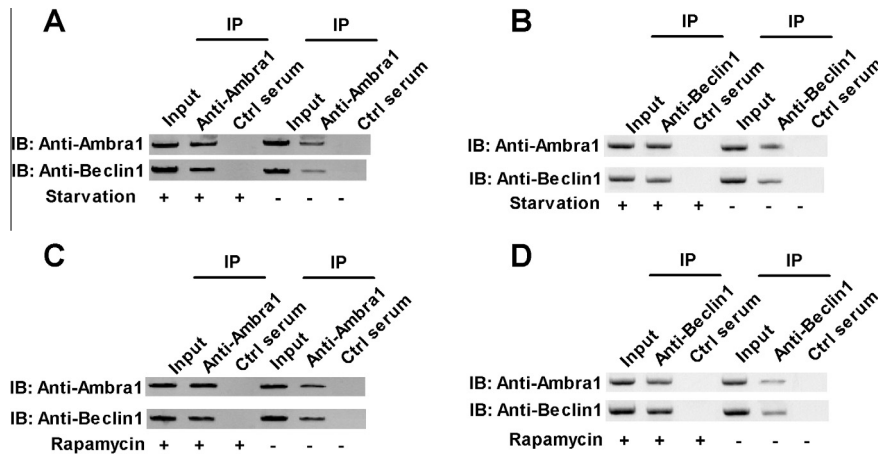 A
IP IP
Input Anti-Ambra1 Ctrl serum Input Anti-Ambra1 Ctrl serum
IB: Anti-Ambra1
IB: Anti-Beclin1
Starvation + + + - - -
B
IP IP
Input Anti-Beclin1 Ctrl serum Input Anti-Beclin1 Ctrl serum
IB: Anti-Ambra1
IB: Anti-Beclin1
Starvation + + + - - -
C
IP IP
Input Anti-Ambra1 Ctrl serum Input Anti-Ambra1 Ctrl serum
IB: Anti-Ambra1
IB: Anti-Beclin1
Rapamycin + + + - - -
D
IP IP
Input Anti-Beclin1 Ctrl serum Input Anti-Beclin1 Ctrl serum
IB: Anti-Ambra1
IB: Anti-Beclin1
Rapamycin + + + - - -